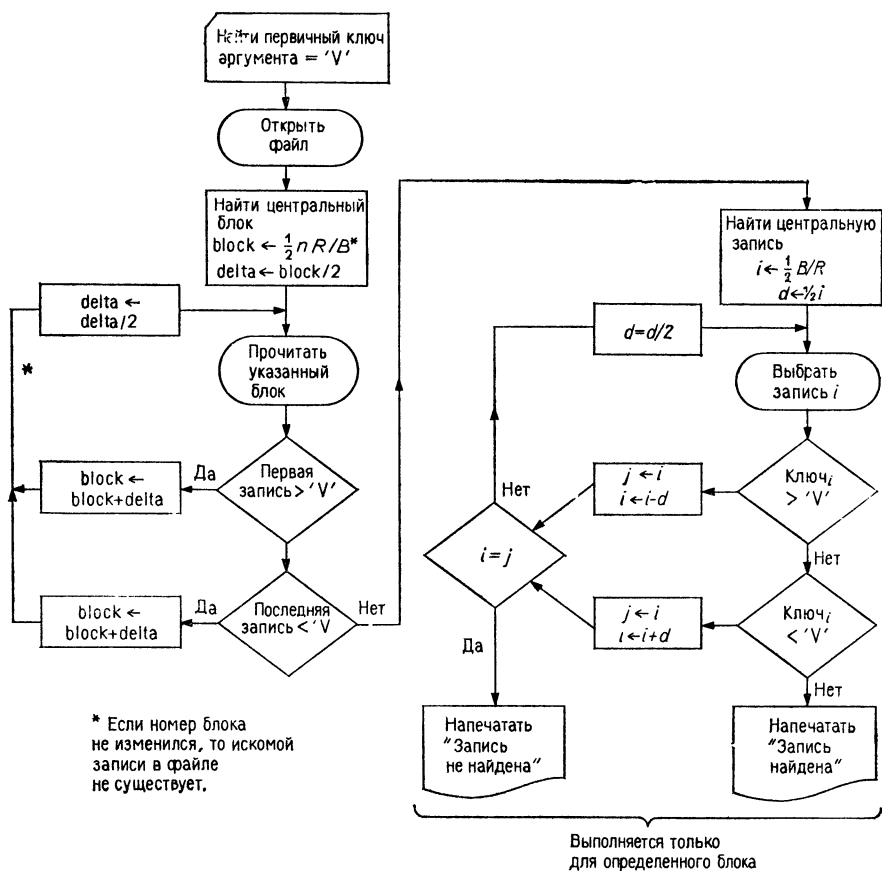 Найти первичный ключ
аргумента = 'V'
Открыть
файл
Найти центральный
блок
block ← ½ n R/B*
delta ← block/2
delta ←
delta/2
*
Прочитать
указанный
блок
Первая
запись > 'V'
Да
block ←
block+delta
Последняя
запись < 'V
Да
Нет
block ←
block+delta
* Если номер блока
не изменился, то искомой
записи в файле
не существует.
Найти центральную
запись
i ← ½ B/R
d ← ½ i
d=d/2
Выбрать
запись i
Ключi
> 'V'
Нет
j ← i
i ← i-d
Ключi
< 'V'
Нет
j ← i
ι ← i+d
i = j
Нет
Да
Напечатать
"Запись
не найдена"
Напечатать
"Запись
найдена"
Выполняется только
для определенного блока